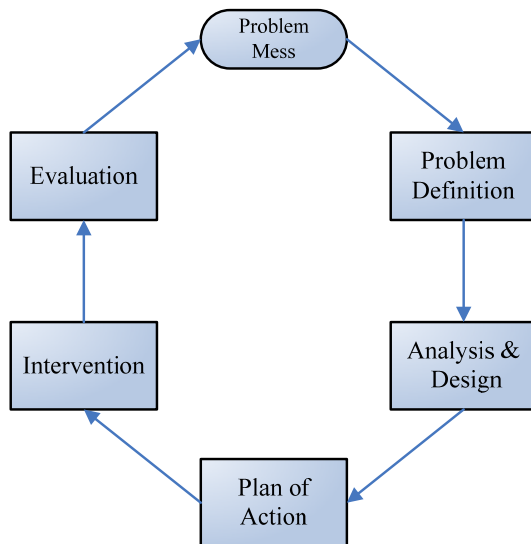 Problem
Mess
Problem
Definition
Analysis &
Design
Plan of
Action
Intervention
Evaluation